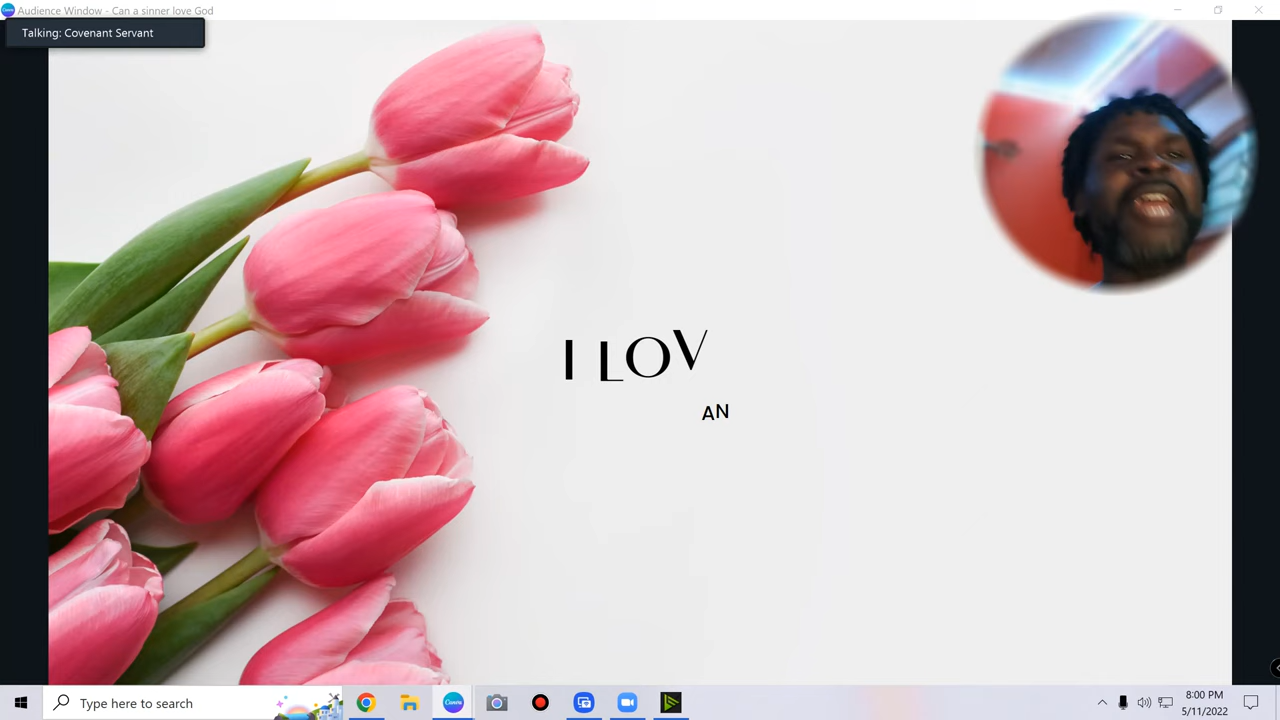 Audience Window - Can a sinner love God
Talking: Covenant Servant
I LOV
AN
Canva
Type here to search
8:00 PM
5/11/2022